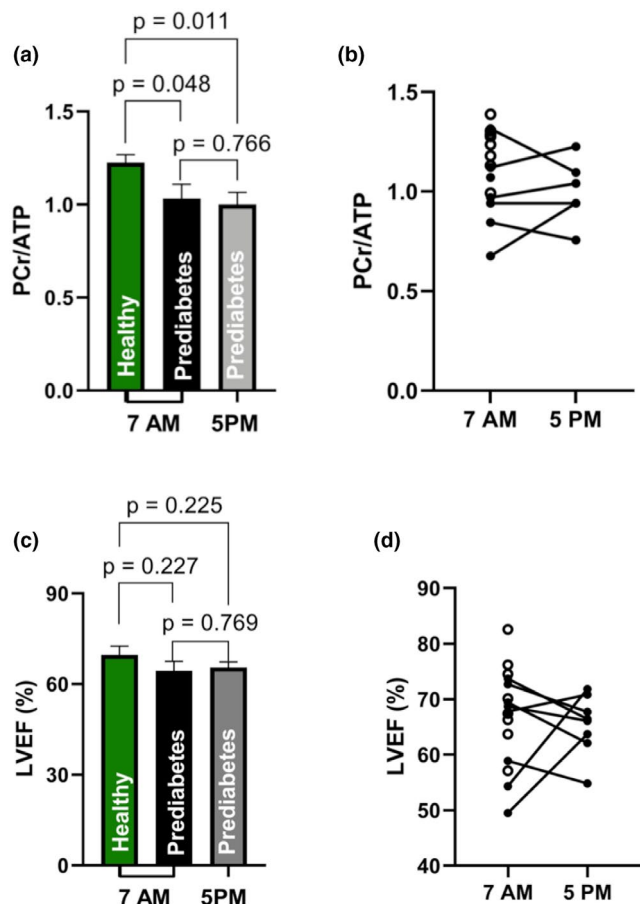 (a)
p = 0.011
p = 0.048
p = 0.766
PCr/ATP
1.5
1.0
0.5
0.0
Healthy
Prediabetes
Prediabetes
7 AM 5PM
(b)
PCr/ATP
1.5
1.0
0.5
0.0
7 AM 5 PM
(c)
p = 0.225
p = 0.227
p = 0.769
LVEF (%)
90
60
30
0
Healthy
Prediabetes
Prediabetes
7 AM 5PM
(d)
LVEF (%)
90
80
70
60
50
40
7 AM 5 PM